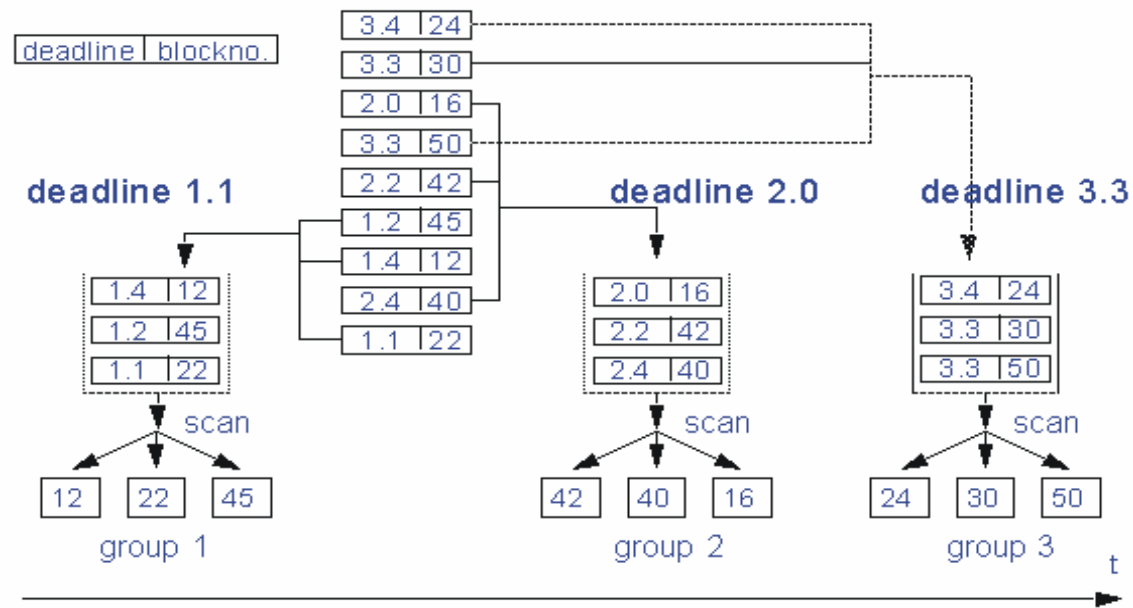 deadline blockno.
3.4 24
3.3 30
2.0 16
3.3 50
2.2 42
1.2 45
1.4 12
2.4 40
1.1 22
deadline 1.1
1.4 12
1.2 45
1.1 22
scan
12 22 45
group 1
deadline 2.0
2.0 16
2.2 42
2.4 40
scan
42 40 16
group 2
deadline 3.3
3.4 24
3.3 30
3.3 50
scan
24 30 50
group 3
t